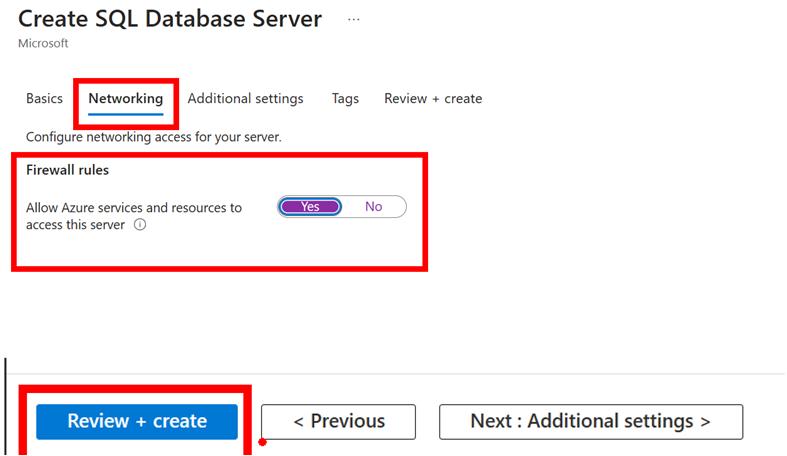 Create SQL Database Server ...
Microsoft
Basics Networking Additional settings Tags Review + create
Configure networking access for your server.
Firewall rules
Allow Azure services and resources to
access this server
Yes No
Review + create < Previous Next : Additional settings >